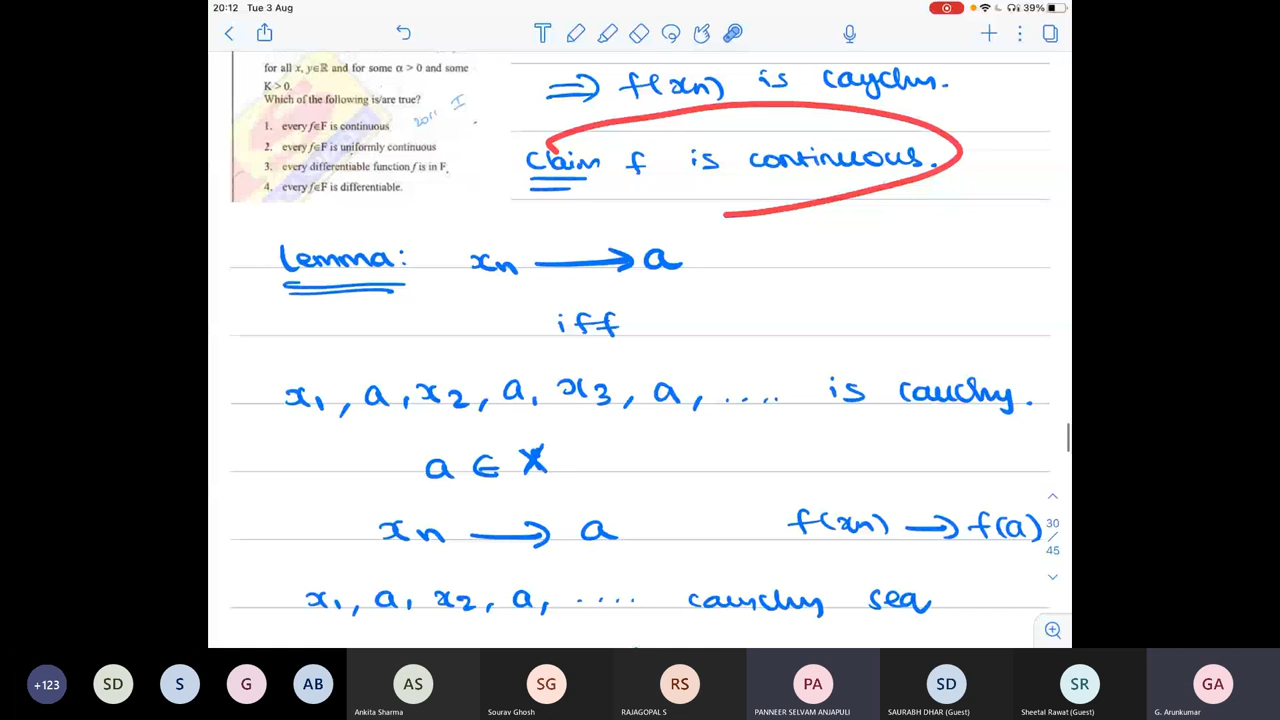 20:12 Tue 3 Aug
39%
for all x, y∈ℝ and for some α > 0 and some
K > 0.
Which of the following is/are true?
1. every f∈F is continuous
2. every f∈F is uniformly continuous
3. every differentiable function f is in F.
4. every f∈F is differentiable.
⇒ f(xn) is caychy.
Claim f is continuous.
Lemma: xn → a
iff
x1, a, x2, a, x3, a, .... is cauchy.
a ∈ X
xn → a f(xn) → f(a)
30
/
45
x1, a, x2, a, .... cauchy seq
+123
SD
S
G
AB
AS
Ankita Sharma
SG
Sourav Ghosh
RS
RAJAGOPAL S
PA
PANNEER SELVAM ANJAPULI
SD
SAURABH DHAR (Guest)
SR
Sheetal Rawat (Guest)
GA
G. Arunkumar